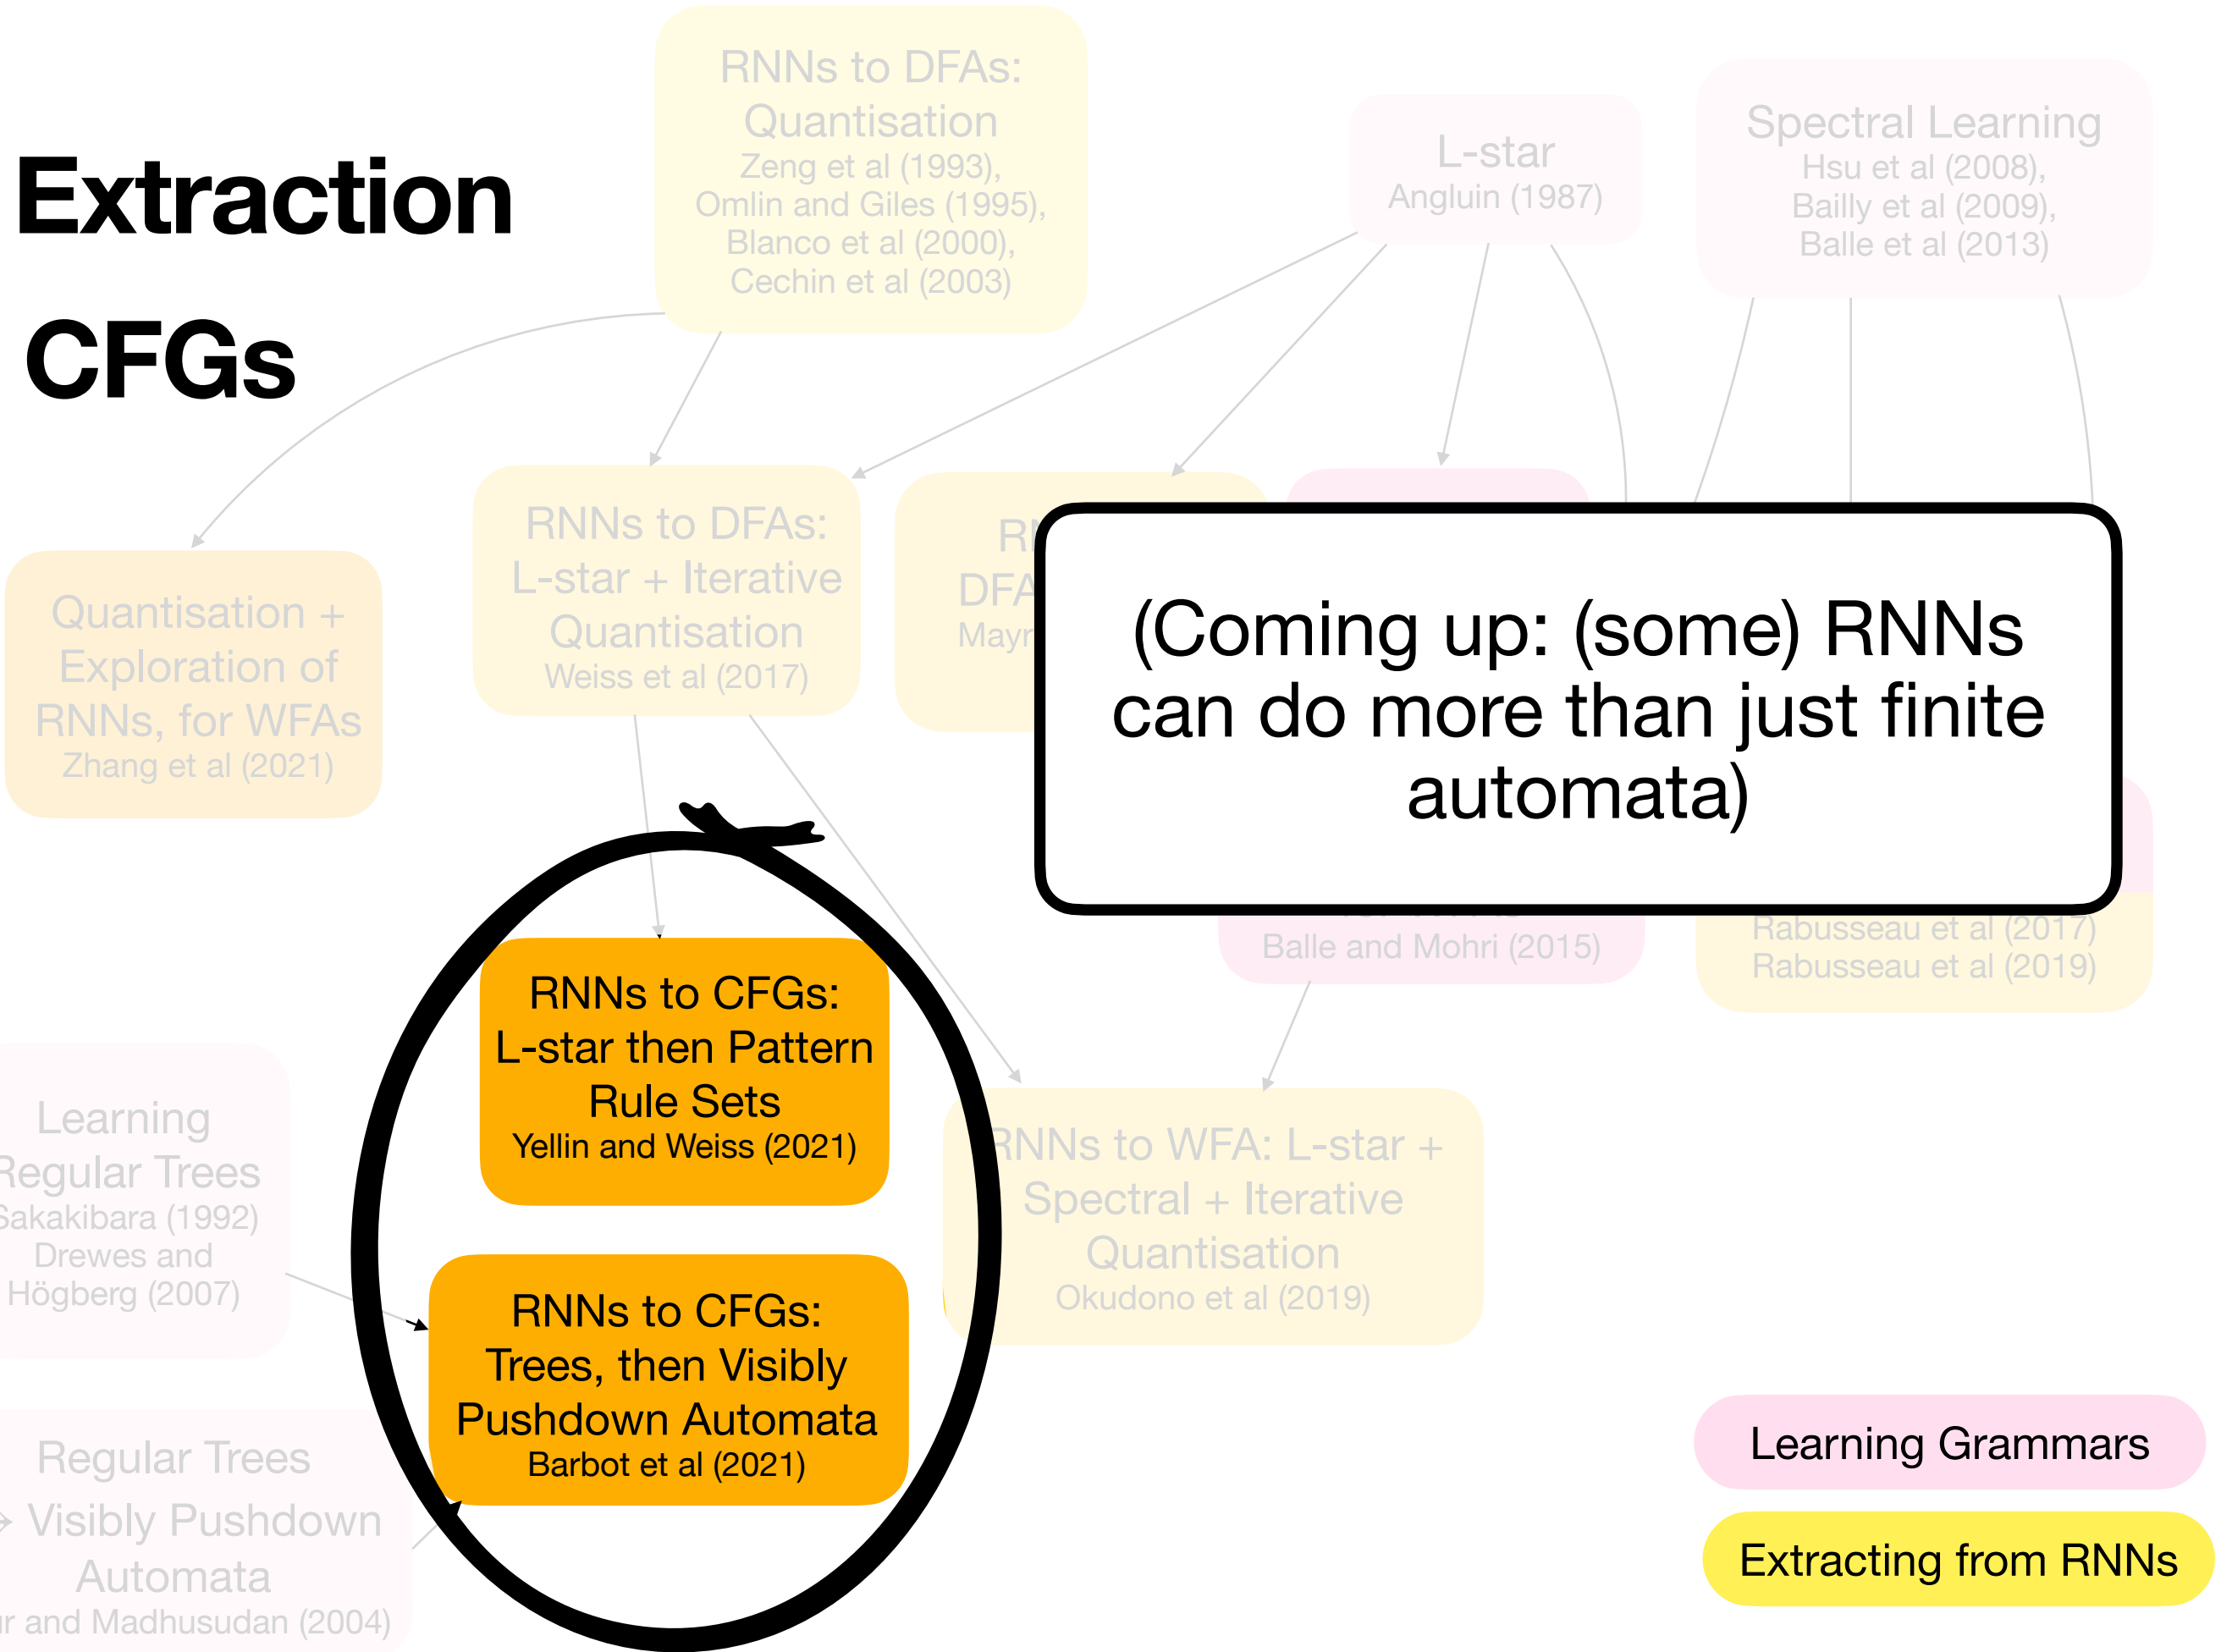 Extraction
CFGs
RNNs to DFAs:
Quantisation
Zeng et al (1993),
Omlin and Giles (1995),
Blanco et al (2000),
Cechin et al (2003)
L-star
Angluin (1987)
Spectral Learning
Hsu et al (2008),
Bailly et al (2009),
Balle et al (2013)
Quantisation +
Exploration of
RNNs, for WFAs
Zhang et al (2021)
RNNs to DFAs:
L-star + Iterative
Quantisation
Weiss et al (2017)
DFA
Mayr
(Coming up: (some) RNNs
can do more than just finite
automata)
Balle and Mohri (2015)
Rabusseau et al (2017)
Rabusseau et al (2019)
RNNs to CFGs:
L-star then Pattern
Rule Sets
Yellin and Weiss (2021)
Learning
Regular Trees
Sakakibara (1992)
Drewes and
Högberg (2007)
RNNs to WFA: L-star +
Spectral + Iterative
Quantisation
Okudono et al (2019)
RNNs to CFGs:
Trees, then Visibly
Pushdown Automata
Barbot et al (2021)
Regular Trees
→ Visibly Pushdown
Automata
and Madhusudan (2004)
Learning Grammars
Extracting from RNNs